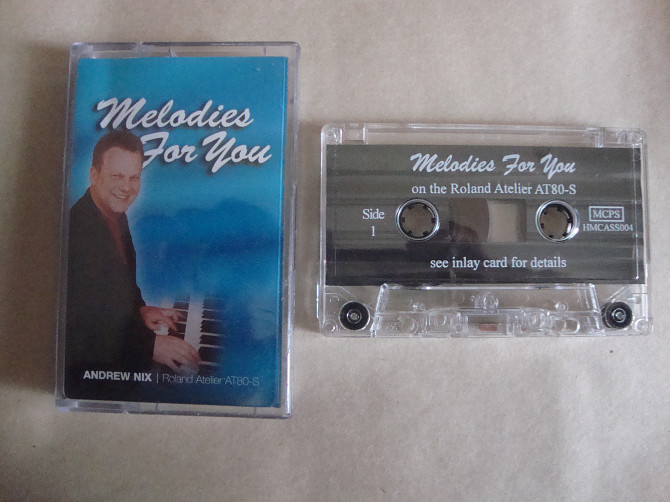 Melodies
For You
ANDREW NIX | Roland Atelier AT80-S
Melodies For You
on the Roland Atelier AT80-S
Side
1
MCPS
HMCASS004
see inlay card for details